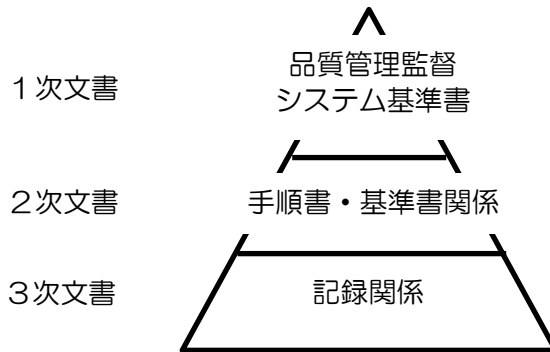 1次文書
品質管理監督
システム基準書
2次文書
手順書・基準書関係
3次文書
記録関係